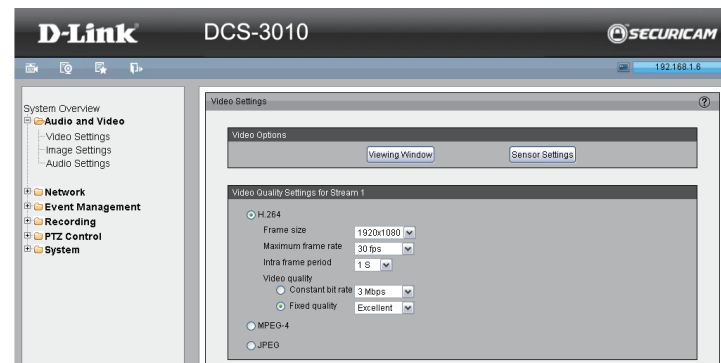 D-Link
DCS-3010
SECURICAM
192.168.1.6
System Overview
Audio and Video
Video Settings
Image Settings
Audio Settings
Network
Event Management
Recording
PTZ Control
System
Video Settings
?
Video Options
Viewing Window
Sensor Settings
Video Quality Settings for Stream 1
H.264
Frame size 1920x1080
Maximum frame rate 30 fps
Intra frame period 1 S
Video quality
Constant bit rate 3 Mbps
Fixed quality Excellent
MPEG-4
JPEG